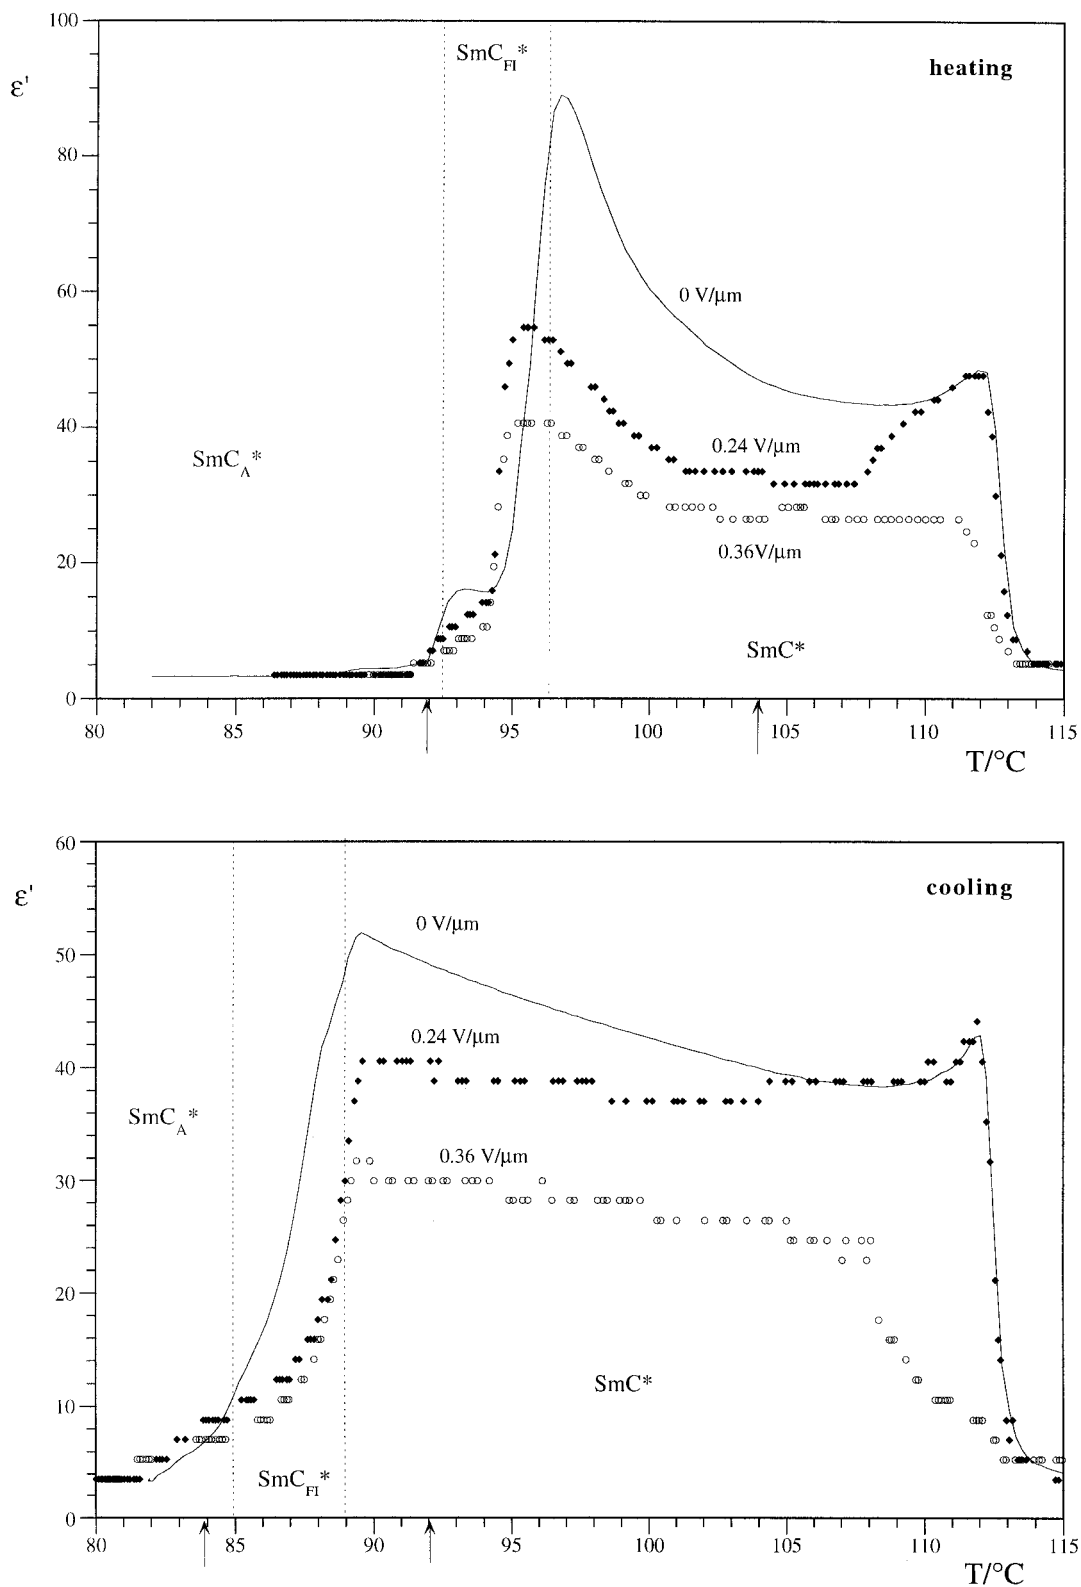 100
SmC_FI*
heating
ε'
80
60
0 V/μm
40
0.24 V/μm
SmC_A*
0.36V/μm
20
SmC*
0
80 85 90 95 100 105 110 115
T/°C
60
cooling
ε'
0 V/μm
50
0.24 V/μm
40
SmC_A*
0.36 V/μm
30
20
SmC*
10
SmC_FI*
0
80 85 90 95 100 105 110 115
T/°C